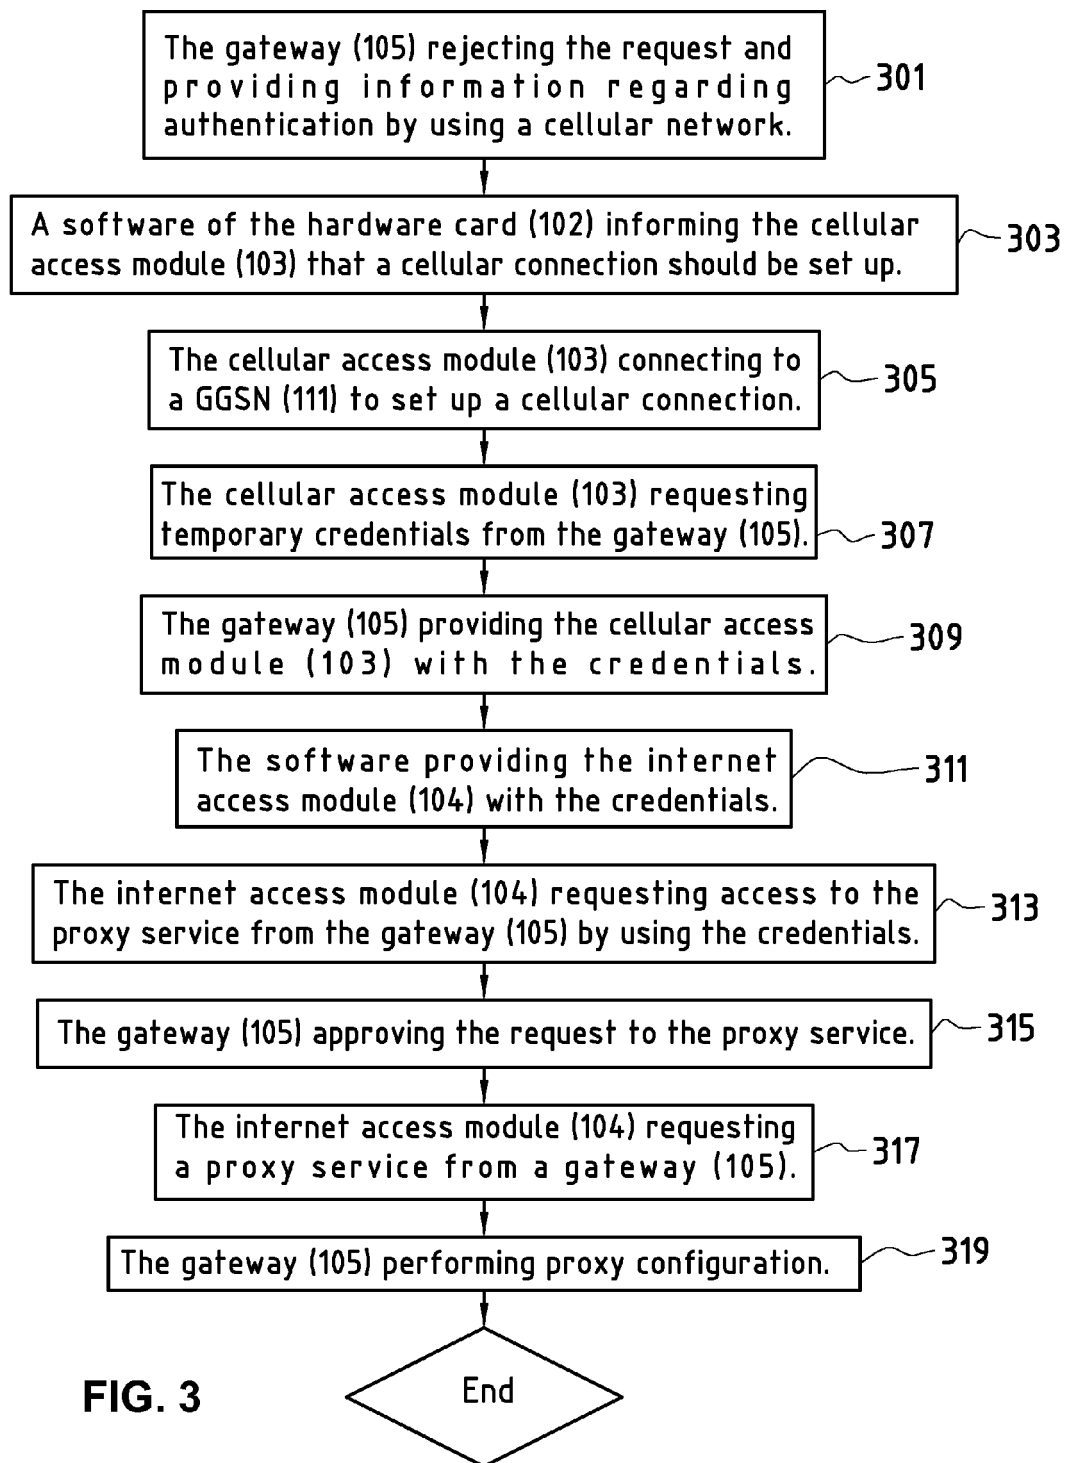 The gateway (105) rejecting the request and
providing information regarding
authentication by using a cellular network.
301
A software of the hardware card (102) informing the cellular
access module (103) that a cellular connection should be set up.
303
The cellular access module (103) connecting to
a GGSN (111) to set up a cellular connection.
305
The cellular access module (103) requesting
temporary credentials from the gateway (105).
307
The gateway (105) providing the cellular access
module (103) with the credentials.
309
The software providing the internet
access module (104) with the credentials.
311
The internet access module (104) requesting access to the
proxy service from the gateway (105) by using the credentials.
313
The gateway (105) approving the request to the proxy service.
315
The internet access module (104) requesting
a proxy service from a gateway (105).
317
The gateway (105) performing proxy configuration.
319
End
FIG. 3